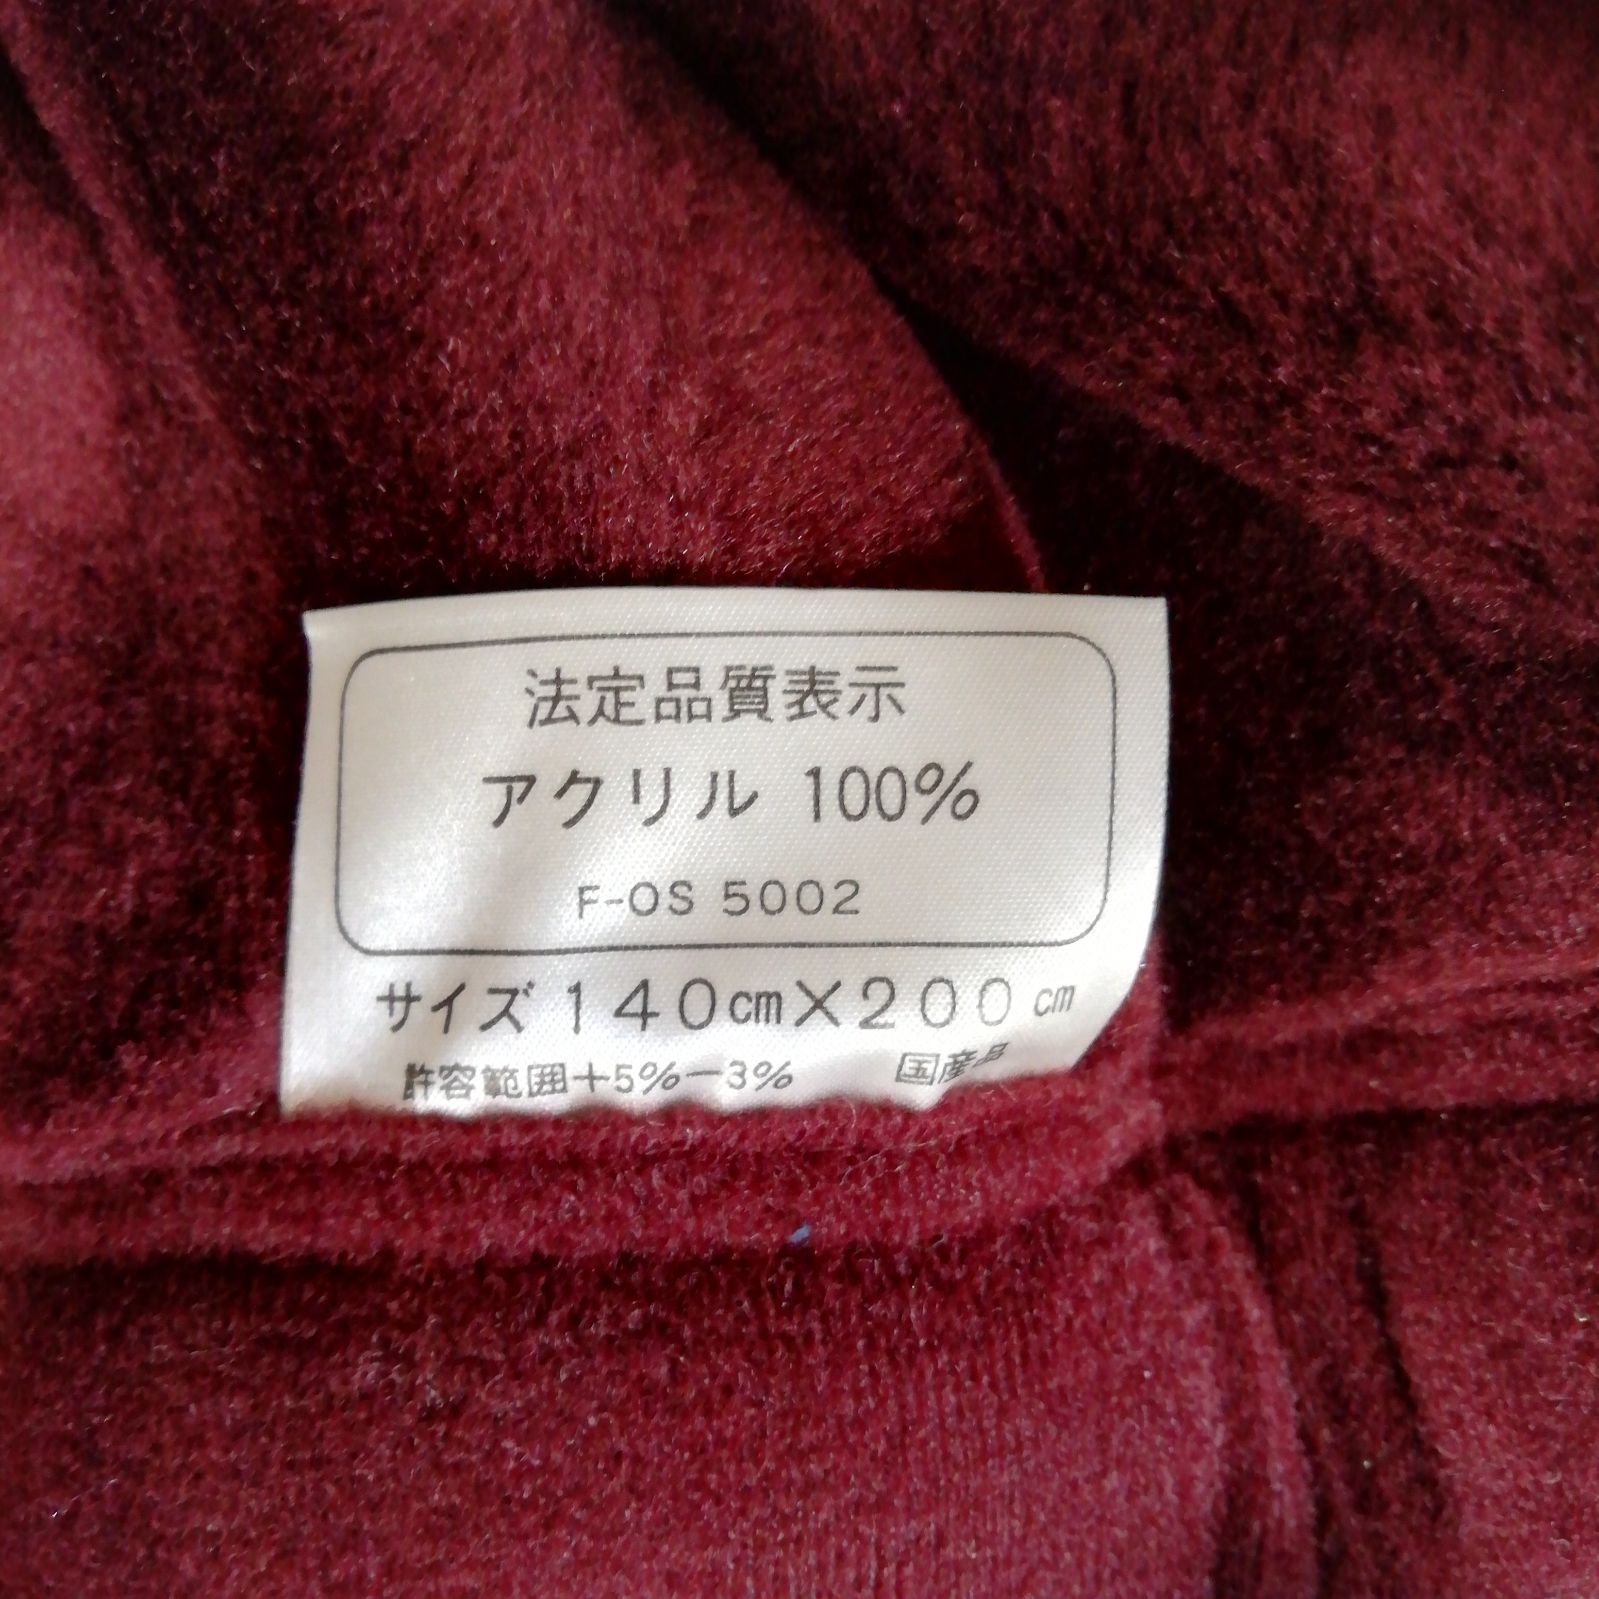 法定品質表示
アクリル 100%
F-OS 5002
サイズ 140㎝×200㎝
許容範囲+5%-3% 国産品